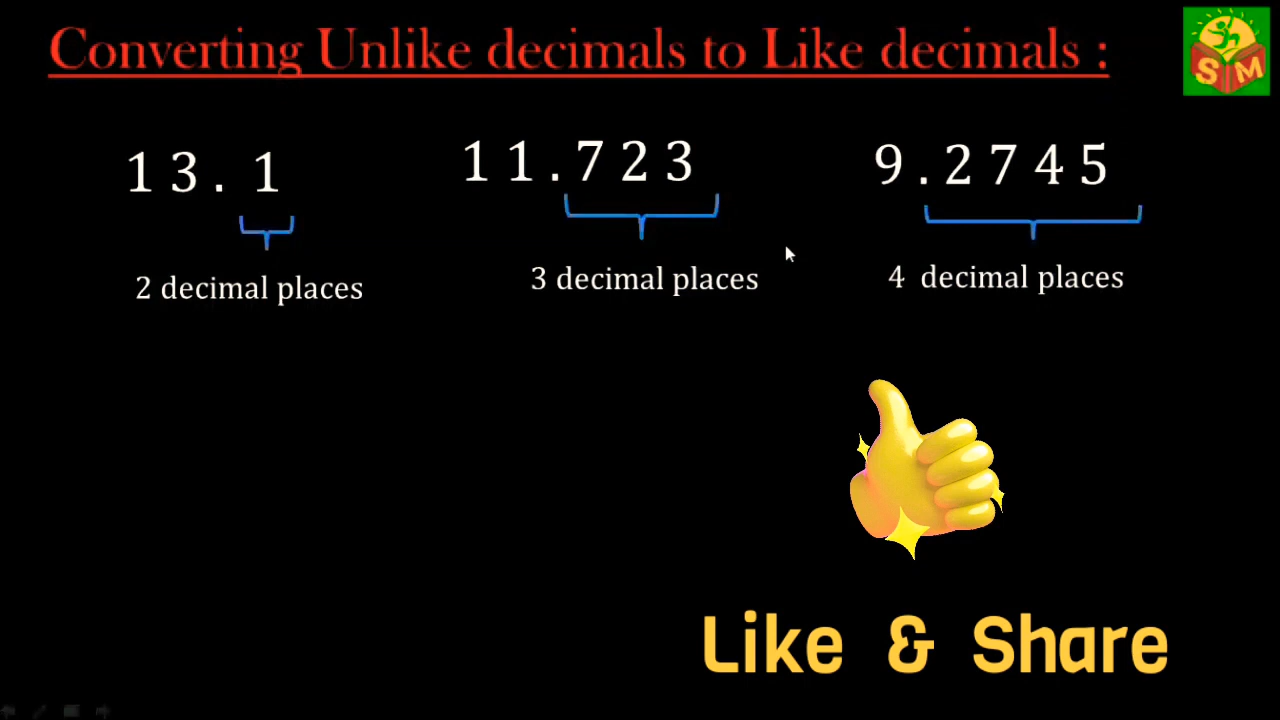 Converting Unlike decimals to Like decimals :
S M
13. 1
11.723
9.2745
2 decimal places
3 decimal places
4 decimal places
Like & Share